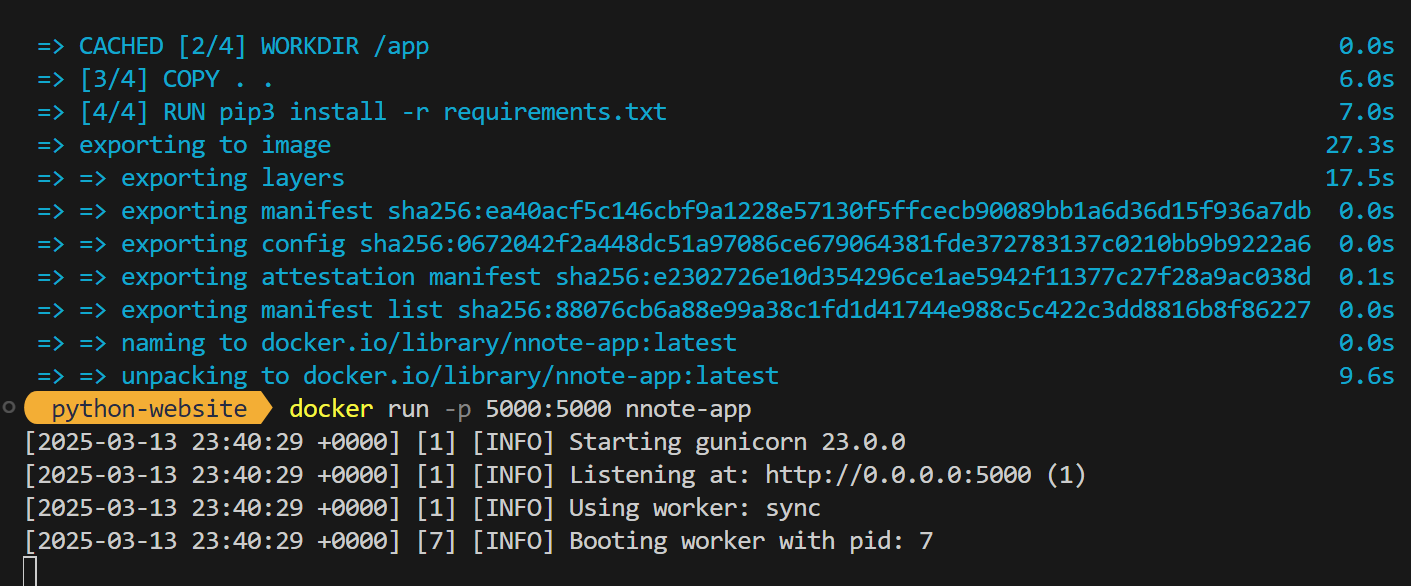 => CACHED [2/4] WORKDIR /app 0.0s
=> [3/4] COPY . . 6.0s
=> [4/4] RUN pip3 install -r requirements.txt 7.0s
=> exporting to image 27.3s
=> => exporting layers 17.5s
=> => exporting manifest sha256:ea40acf5c146cbf9a1228e57130f5ffcecb90089bb1a6d36d15f936a7db 0.0s
=> => exporting config sha256:0672042f2a448dc51a97086ce679064381fde372783137c0210bb9b9222a6 0.0s
=> => exporting attestation manifest sha256:e2302726e10d354296ce1ae5942f11377c27f28a9ac038d 0.1s
=> => exporting manifest list sha256:88076cb6a88e99a38c1fd1d41744e988c5c422c3dd8816b8f86227 0.0s
=> => naming to docker.io/library/nnote-app:latest 0.0s
=> => unpacking to docker.io/library/nnote-app:latest 9.6s
python-website docker run -p 5000:5000 nnote-app
[2025-03-13 23:40:29 +0000] [1] [INFO] Starting gunicorn 23.0.0
[2025-03-13 23:40:29 +0000] [1] [INFO] Listening at: http://0.0.0.0:5000 (1)
[2025-03-13 23:40:29 +0000] [1] [INFO] Using worker: sync
[2025-03-13 23:40:29 +0000] [7] [INFO] Booting worker with pid: 7